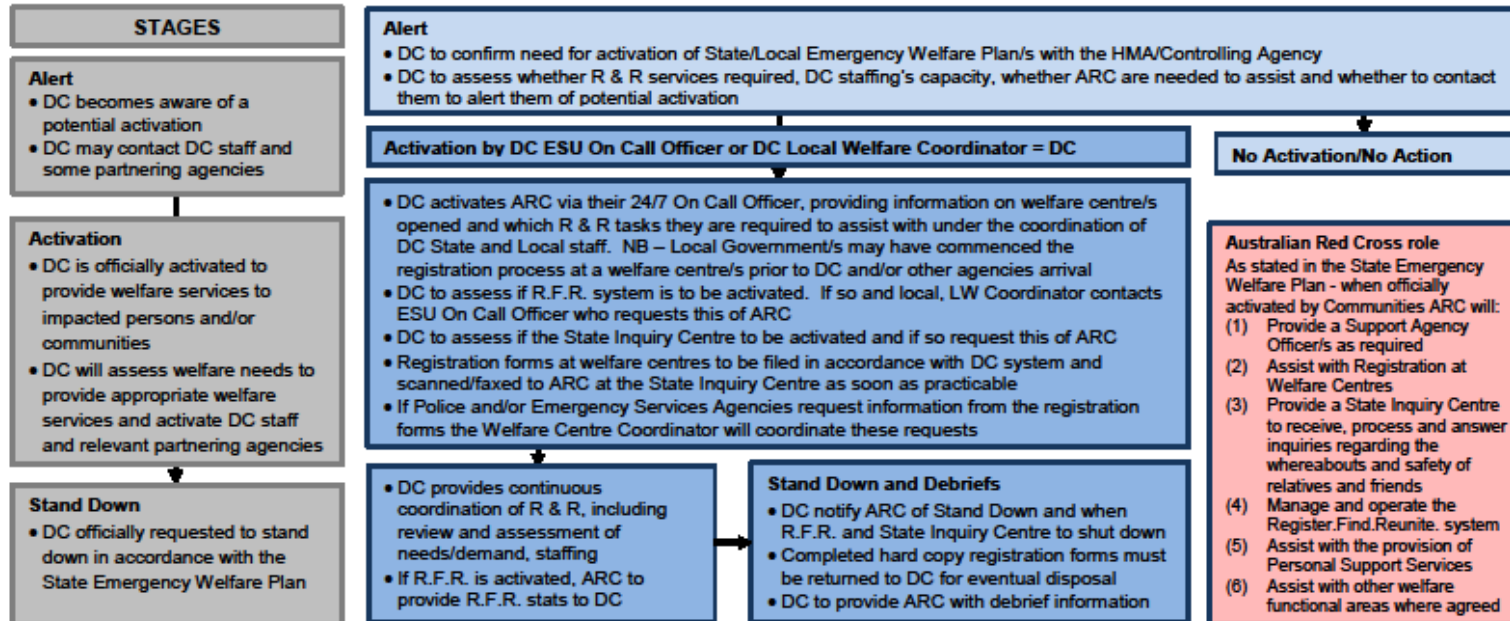 STAGES
Alert
• DC becomes aware of a
potential activation
• DC may contact DC staff and
some partnering agencies
Activation
• DC is officially activated to
provide welfare services to
impacted persons and/or
communities
• DC will assess welfare needs to
provide appropriate welfare
services and activate DC staff
and relevant partnering agencies
Stand Down
• DC officially requested to stand
down in accordance with the
State Emergency Welfare Plan
Alert
• DC to confirm need for activation of State/Local Emergency Welfare Plan/s with the HMA/Controlling Agency
• DC to assess whether R & R services required, DC staffing's capacity, whether ARC are needed to assist and whether to contact
them to alert them of potential activation
Activation by DC ESU On Call Officer or DC Local Welfare Coordinator = DC
No Activation/No Action
• DC activates ARC via their 24/7 On Call Officer, providing information on welfare centre/s
opened and which R & R tasks they are required to assist with under the coordination of
DC State and Local staff. NB – Local Government/s may have commenced the
registration process at a welfare centre/s prior to DC and/or other agencies arrival
• DC to assess if R.F.R. system is to be activated. If so and local, LW Coordinator contacts
ESU On Call Officer who requests this of ARC
• DC to assess if the State Inquiry Centre to be activated and if so request this of ARC
• Registration forms at welfare centres to be filed in accordance with DC system and
scanned/faxed to ARC at the State Inquiry Centre as soon as practicable
• If Police and/or Emergency Services Agencies request information from the registration
forms the Welfare Centre Coordinator will coordinate these requests
• DC provides continuous
coordination of R & R, including
review and assessment of
needs/demand, staffing
• If R.F.R. is activated, ARC to
provide R.F.R. stats to DC
Stand Down and Debriefs
• DC notify ARC of Stand Down and when
R.F.R. and State Inquiry Centre to shut down
• Completed hard copy registration forms must
be returned to DC for eventual disposal
• DC to provide ARC with debrief information
Australian Red Cross role
As stated in the State Emergency
Welfare Plan - when officially
activated by Communities ARC will:
(1) Provide a Support Agency
Officer/s as required
(2) Assist with Registration at
Welfare Centres
(3) Provide a State Inquiry Centre
to receive, process and answer
inquiries regarding the
whereabouts and safety of
relatives and friends
(4) Manage and operate the
Register.Find.Reunite. system
(5) Assist with the provision of
Personal Support Services
(6) Assist with other welfare
functional areas where agreed